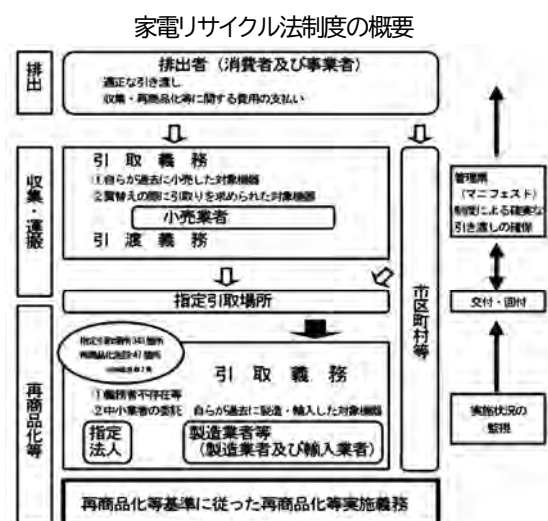 家電リサイクル法制度の概要
排出
排出者（消費者及び事業者）
適正な引き渡し
収集・再商品化等に関する費用の支払い
収集・運搬
引取義務
①自らが過去に小売した対象機器
②買替えの際に引取りを求められた対象機器
小売業者
引渡義務
指定引取場所
市区町村等
管理票
（マニフェスト）
制度による確実な
引き渡しの確保
交付・回付
実施状況の
監視
再商品化等
引取義務
①義務者不存在等
②中小業者の委託
自らが過去に製造・輸入した対象機器
指定
法人
製造業者等
（製造業者及び輸入業者）
再商品化等基準に従った再商品化等実施義務